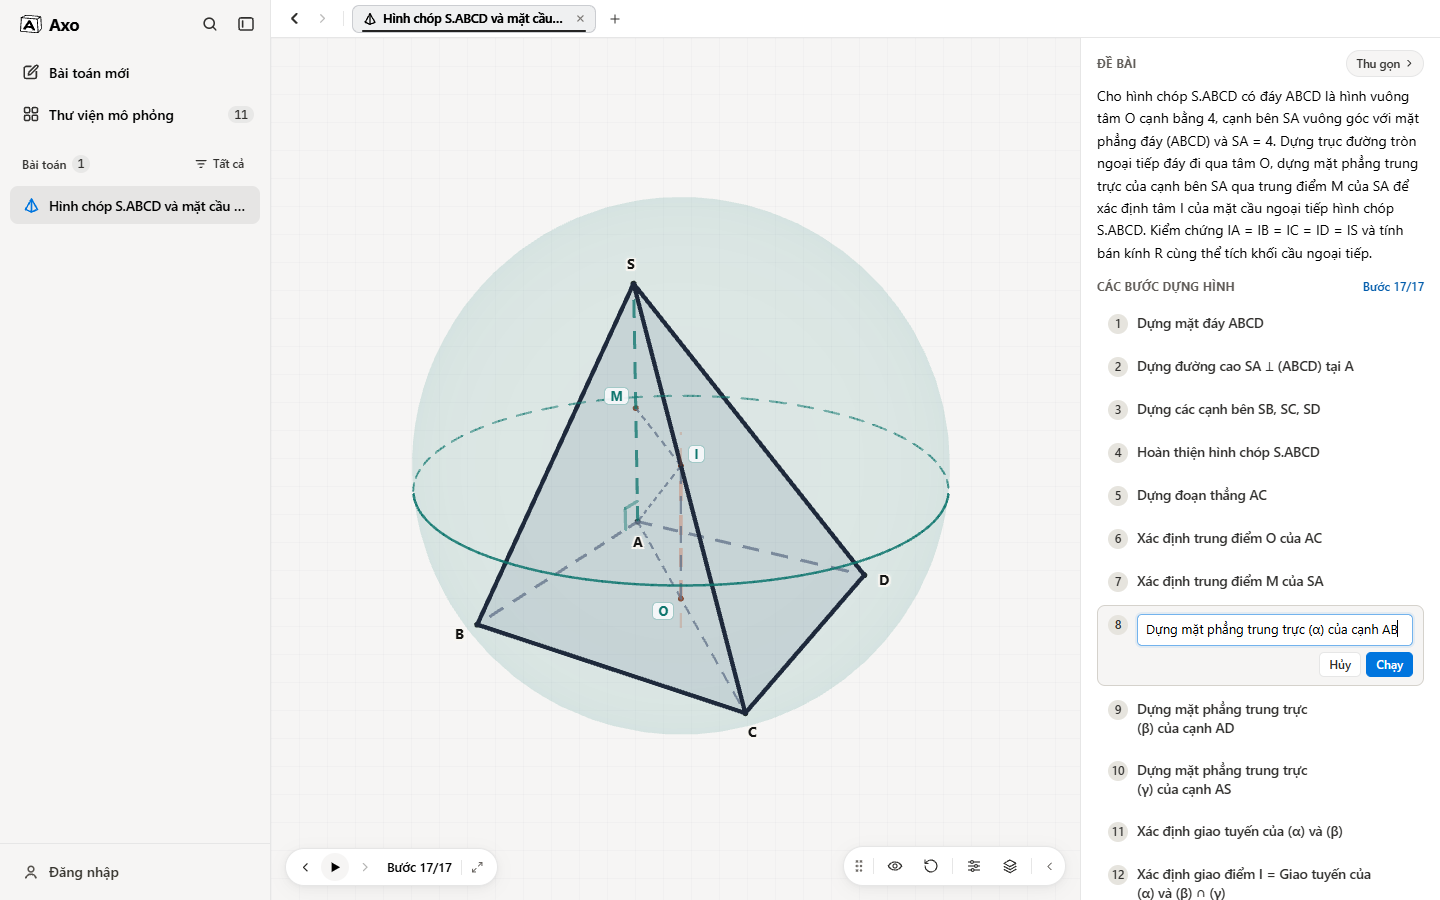 Axo
Bài toán mới
Thư viện mô phỏng 11
Bài toán 1 Tất cả
Hình chóp S.ABCD và mặt cầu ...
Đăng nhập
Hình chóp S.ABCD và mặt cầu...
S
M
I
A
D
O
B
C
Bước 17/17
ĐỀ BÀI
Thu gọn
Cho hình chóp S.ABCD có đáy ABCD là hình vuông
tâm O cạnh bằng 4, cạnh bên SA vuông góc với mặt
phẳng đáy (ABCD) và SA = 4. Dựng trục đường tròn
ngoại tiếp đáy đi qua tâm O, dựng mặt phẳng trung
trực của cạnh bên SA qua trung điểm M của SA để
xác định tâm I của mặt cầu ngoại tiếp hình chóp
S.ABCD. Kiểm chứng IA = IB = IC = ID = IS và tính
bán kính R cùng thể tích khối cầu ngoại tiếp.
CÁC BƯỚC DỰNG HÌNH Bước 17/17
1 Dựng mặt đáy ABCD
2 Dựng đường cao SA ⊥ (ABCD) tại A
3 Dựng các cạnh bên SB, SC, SD
4 Hoàn thiện hình chóp S.ABCD
5 Dựng đoạn thẳng AC
6 Xác định trung điểm O của AC
7 Xác định trung điểm M của SA
8 Dựng mặt phẳng trung trực (α) của cạnh AB
Hủy Chạy
9 Dựng mặt phẳng trung trực
(β) của cạnh AD
10 Dựng mặt phẳng trung trực
(γ) của cạnh AS
11 Xác định giao tuyến của (α) và (β)
12 Xác định giao điểm I = Giao tuyến của
(α) và (β) ∩ (γ)